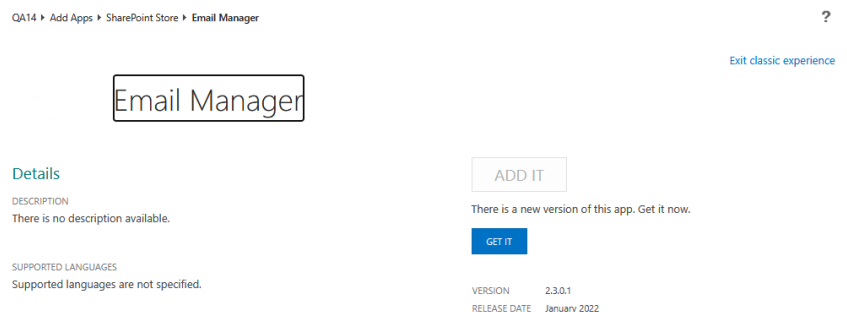 QA14 ▸ Add Apps ▸ SharePoint Store ▸ Email Manager
?
Exit classic experience
Email Manager
Details
DESCRIPTION
There is no description available.
SUPPORTED LANGUAGES
Supported languages are not specified.
ADD IT
There is a new version of this app. Get it now.
GET IT
VERSION 2.3.0.1
RELEASE DATE January 2022